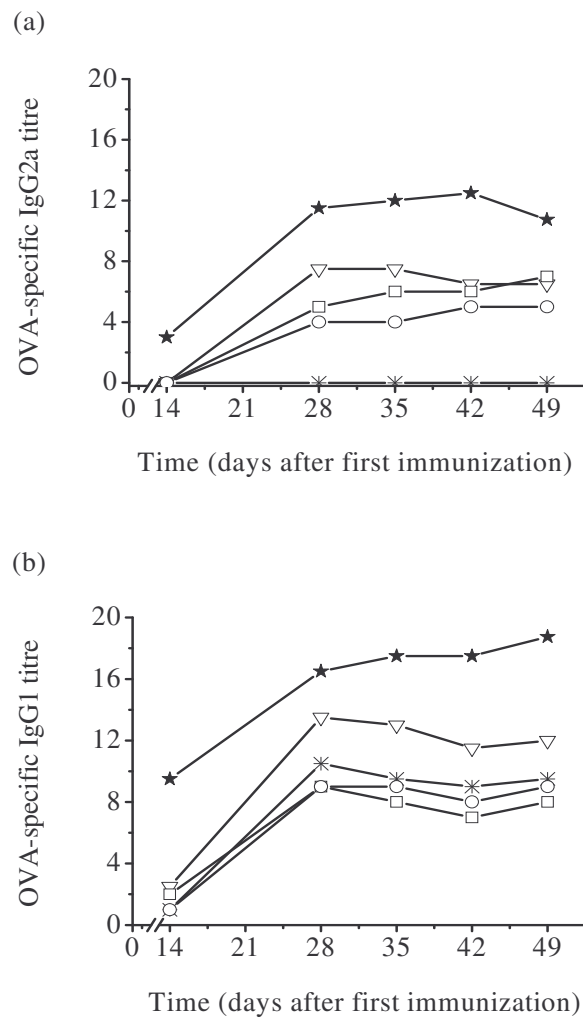 (a)
OVA-specific IgG2a titre
20
16
12
8
4
0
0 14 21 28 35 42 49
Time (days after first immunization)
(b)
OVA-specific IgG1 titre
20
16
12
8
4
0
0 14 21 28 35 42 49
Time (days after first immunization)